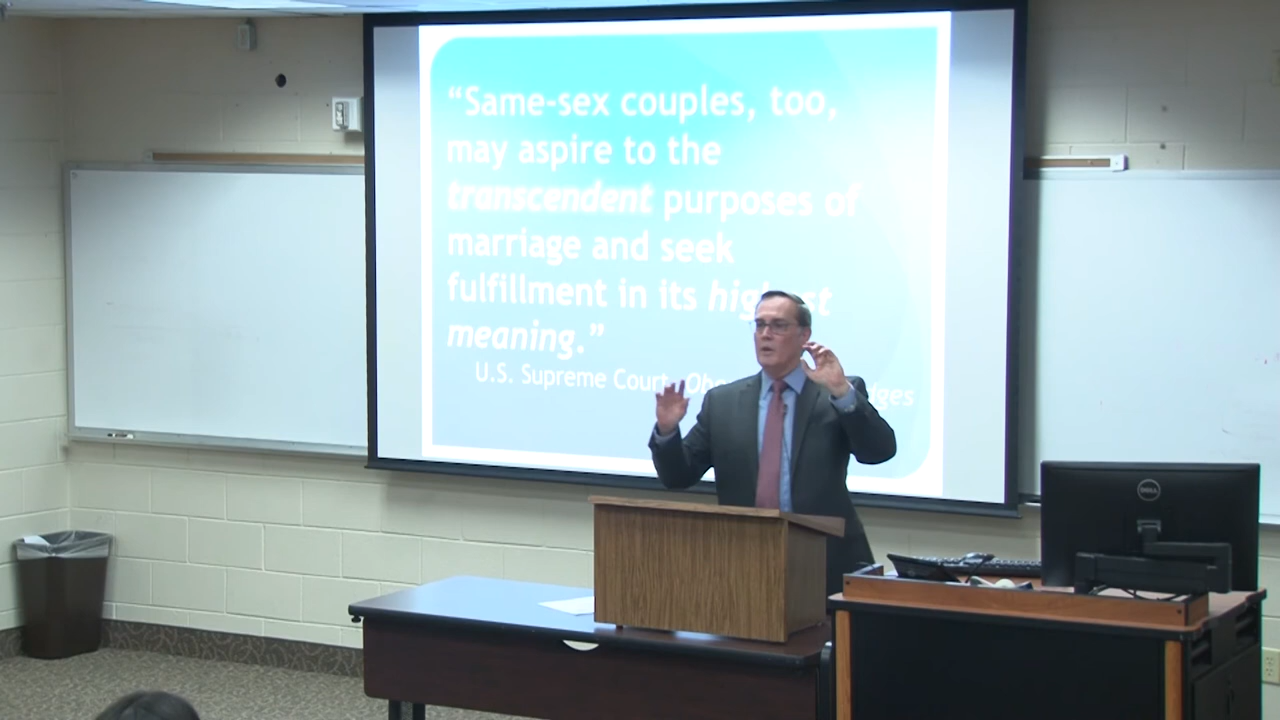 “Same-sex couples, too,
may aspire to the
transcendent purposes of
marriage and seek
fulfillment in its
meaning.”
U.S. Supreme Court,
DELL